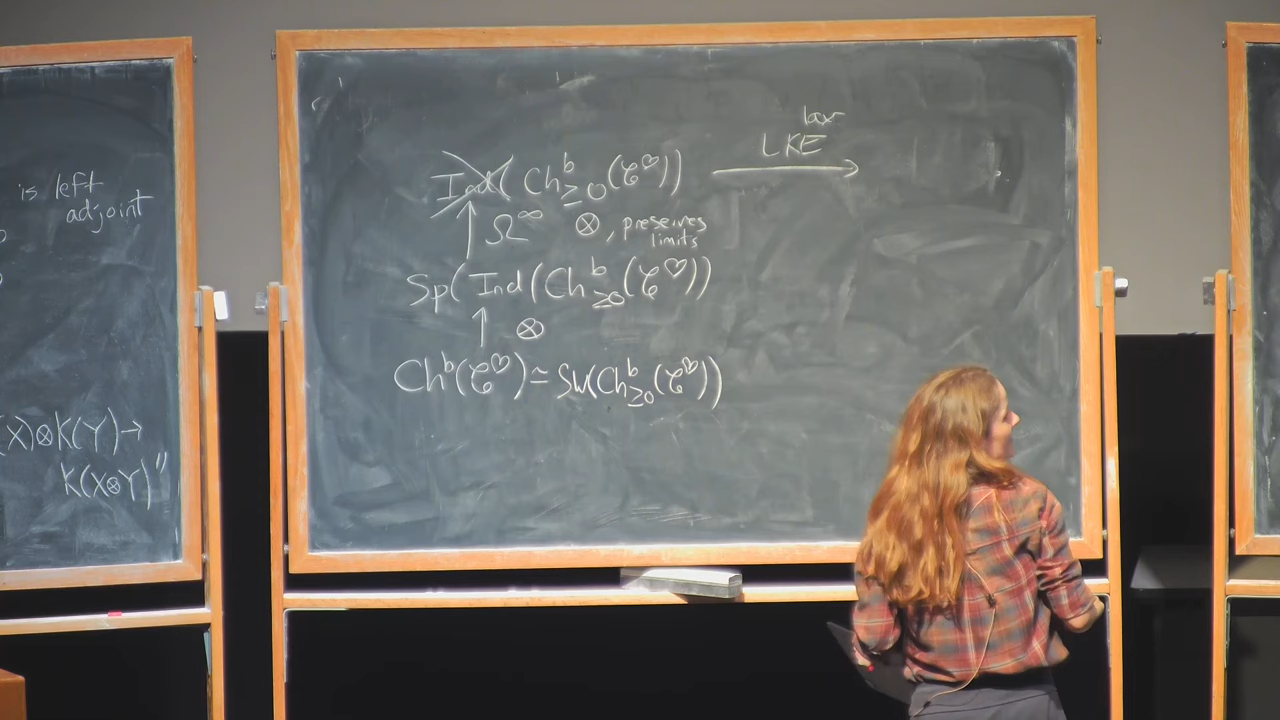 is left
adjoint
(X)⊗K(Y)→
K(X⊗Y)"
lax
LKE
Ind( Ch^b_≥0(𝒞^♡)) ⟶
↑ Ω^∞ ⊗, preserves
limits
Sp( Ind(Ch^b_≥0(𝒞^♡))
↑ ⊗
Ch^b(𝒞^♡) ≃ SW(Ch^b_≥0(𝒞^♡))